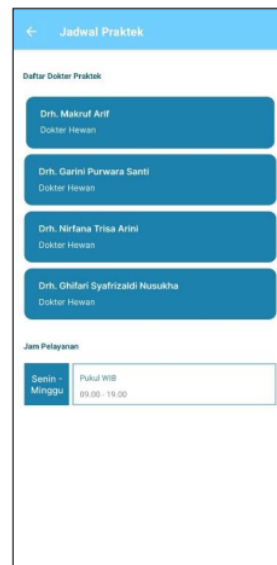 Jadwal Praktek
Daftar Dokter Praktek
Drh. Makruf Arif
Dokter Hewan
Drh. Garini Purwara Santi
Dokter Hewan
Drh. Nirfana Trisa Arini
Dokter Hewan
Drh. Ghifari Syafrizaldi Nusukha
Dokter Hewan
Jam Pelayanan
Senin -
Minggu
Pukul WIB
09.00 - 19.00